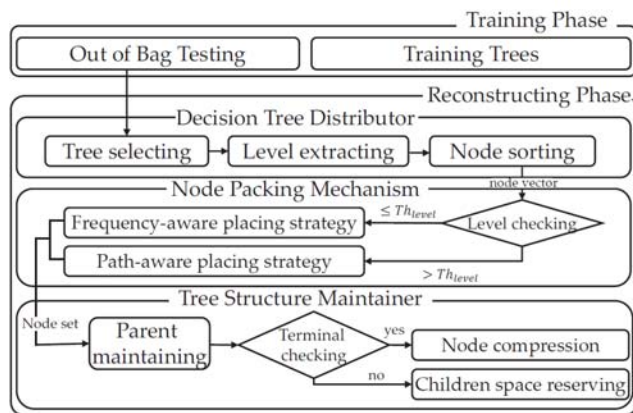 Training Phase
Out of Bag Testing
Training Trees
Reconstructing Phase
Decision Tree Distributor
Tree selecting
Level extracting
Node sorting
node vector
Node Packing Mechanism
Frequency-aware placing strategy
≤ Th_level
Level checking
Path-aware placing strategy
> Th_level
Tree Structure Maintainer
Node set
Parent
maintaining
Terminal
checking
yes
Node compression
no
Children space reserving